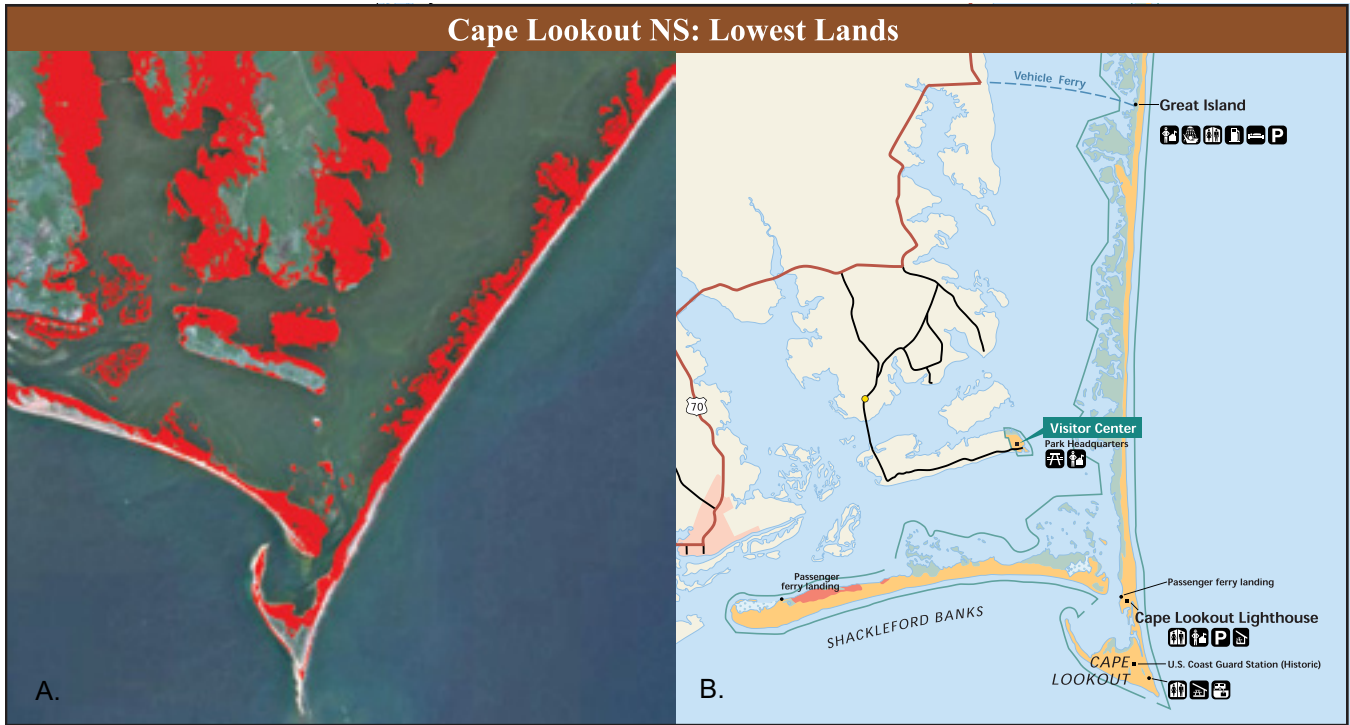 Cape Lookout NS: Lowest Lands
A.
Vehicle Ferry
Great Island
P
70
Visitor Center
Park Headquarters
Passenger
ferry landing
SHACKLEFORD BANKS
Passenger ferry landing
Cape Lookout Lighthouse
P
CAPE
LOOKOUT
U.S. Coast Guard Station (Historic)
B.